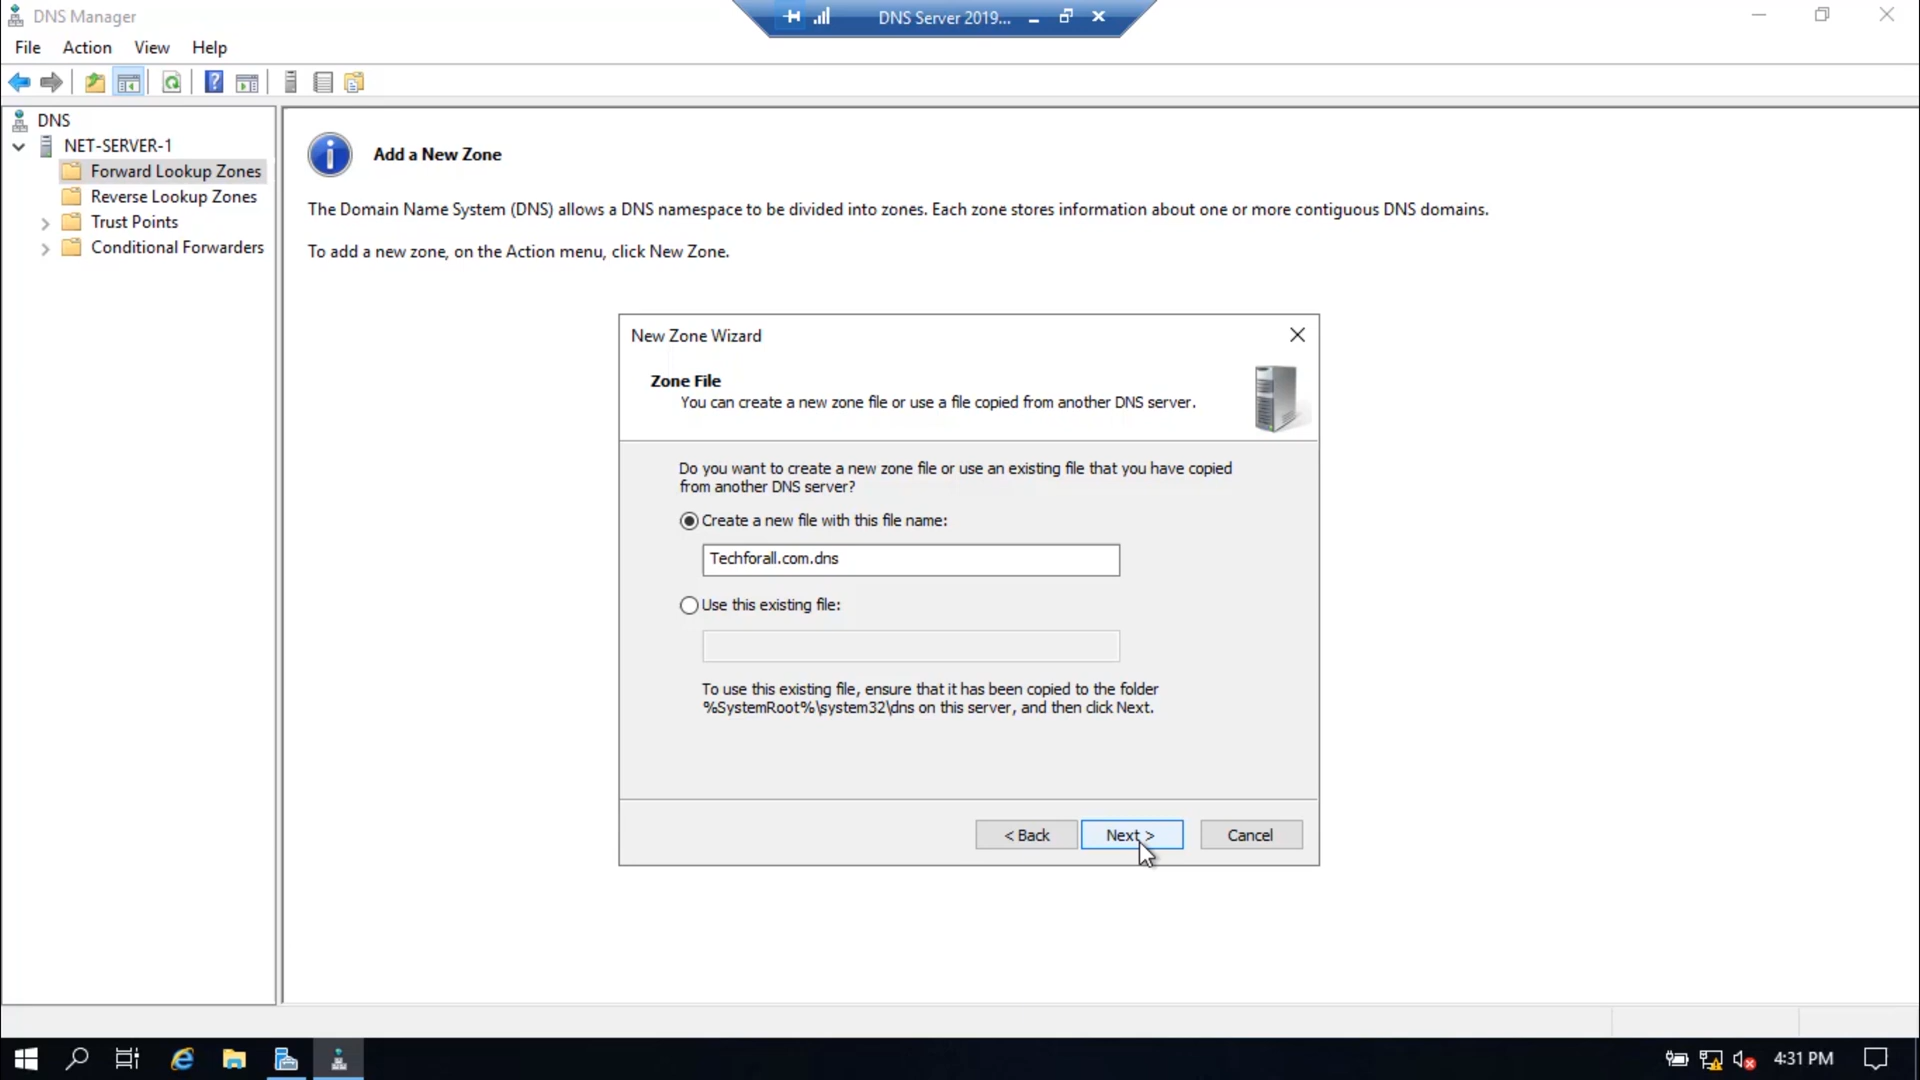 DNS Manager
DNS Server 2019...
File Action View Help
DNS
NET-SERVER-1
Forward Lookup Zones
Reverse Lookup Zones
Trust Points
Conditional Forwarders
Add a New Zone
The Domain Name System (DNS) allows a DNS namespace to be divided into zones. Each zone stores information about one or more contiguous DNS domains.
To add a new zone, on the Action menu, click New Zone.
New Zone Wizard
Zone File
You can create a new zone file or use a file copied from another DNS server.
Do you want to create a new zone file or use an existing file that you have copied
from another DNS server?
Create a new file with this file name:
Techforall.com.dns
Use this existing file:
To use this existing file, ensure that it has been copied to the folder
%SystemRoot%\system32\dns on this server, and then click Next.
< Back Next > Cancel
4:31 PM